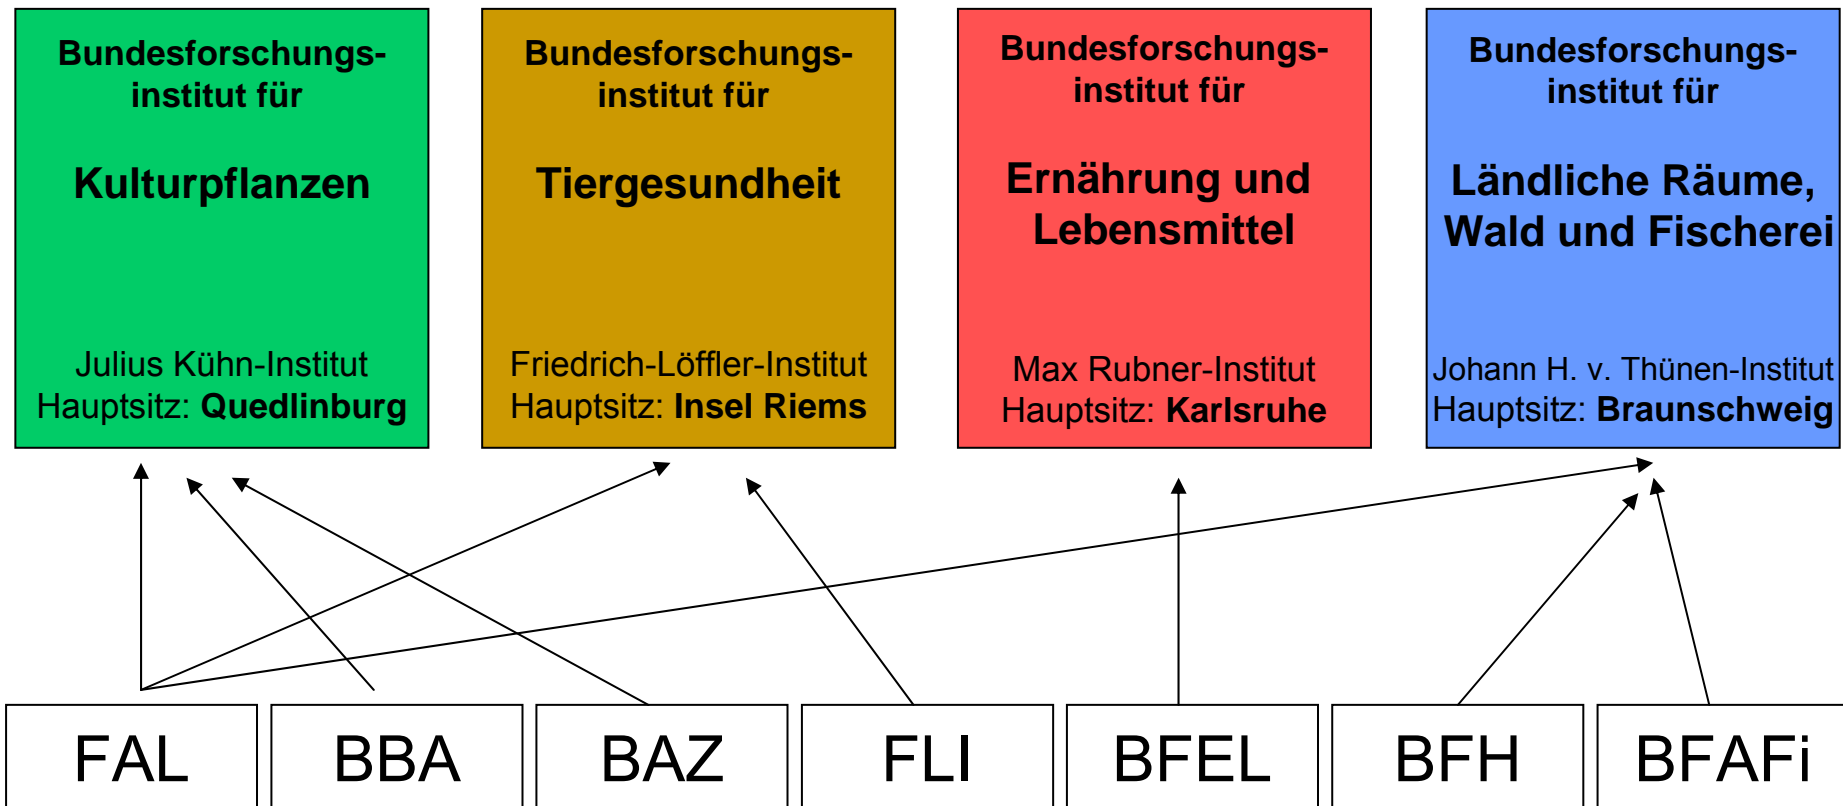 Bundesforschungs-
institut für
Kulturpflanzen
Julius Kühn-Institut
Hauptsitz: Quedlinburg
Bundesforschungs-
institut für
Tiergesundheit
Friedrich-Löffler-Institut
Hauptsitz: Insel Riems
Bundesforschungs-
institut für
Ernährung und
Lebensmittel
Max Rubner-Institut
Hauptsitz: Karlsruhe
Bundesforschungs-
institut für
Ländliche Räume,
Wald und Fischerei
Johann H. v. Thünen-Institut
Hauptsitz: Braunschweig
FAL
BBA
BAZ
FLI
BFEL
BFH
BFAFi